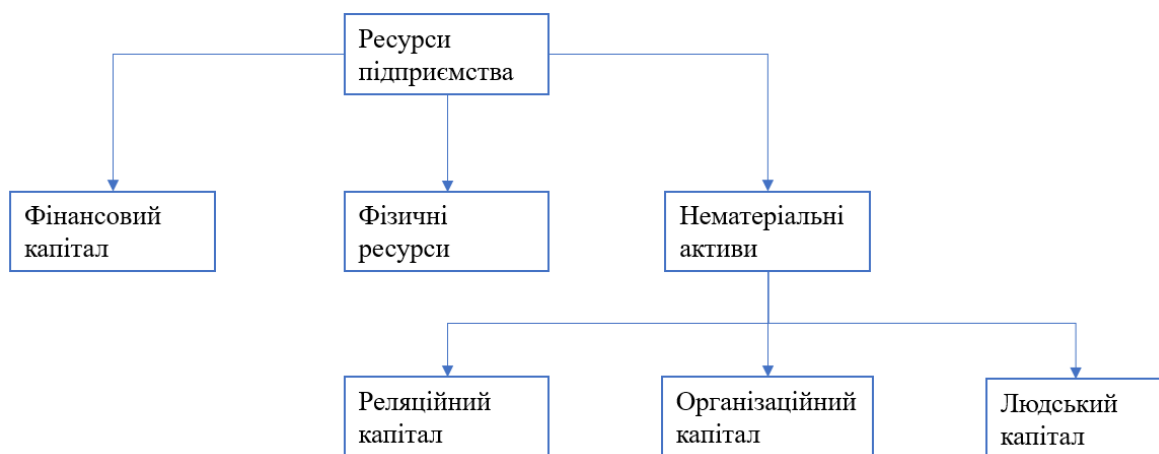 Ресурси
підприємства
Фінансовий
капітал
Фізичні
ресурси
Нематеріальні
активи
Реляційний
капітал
Організаційний
капітал
Людський
капітал